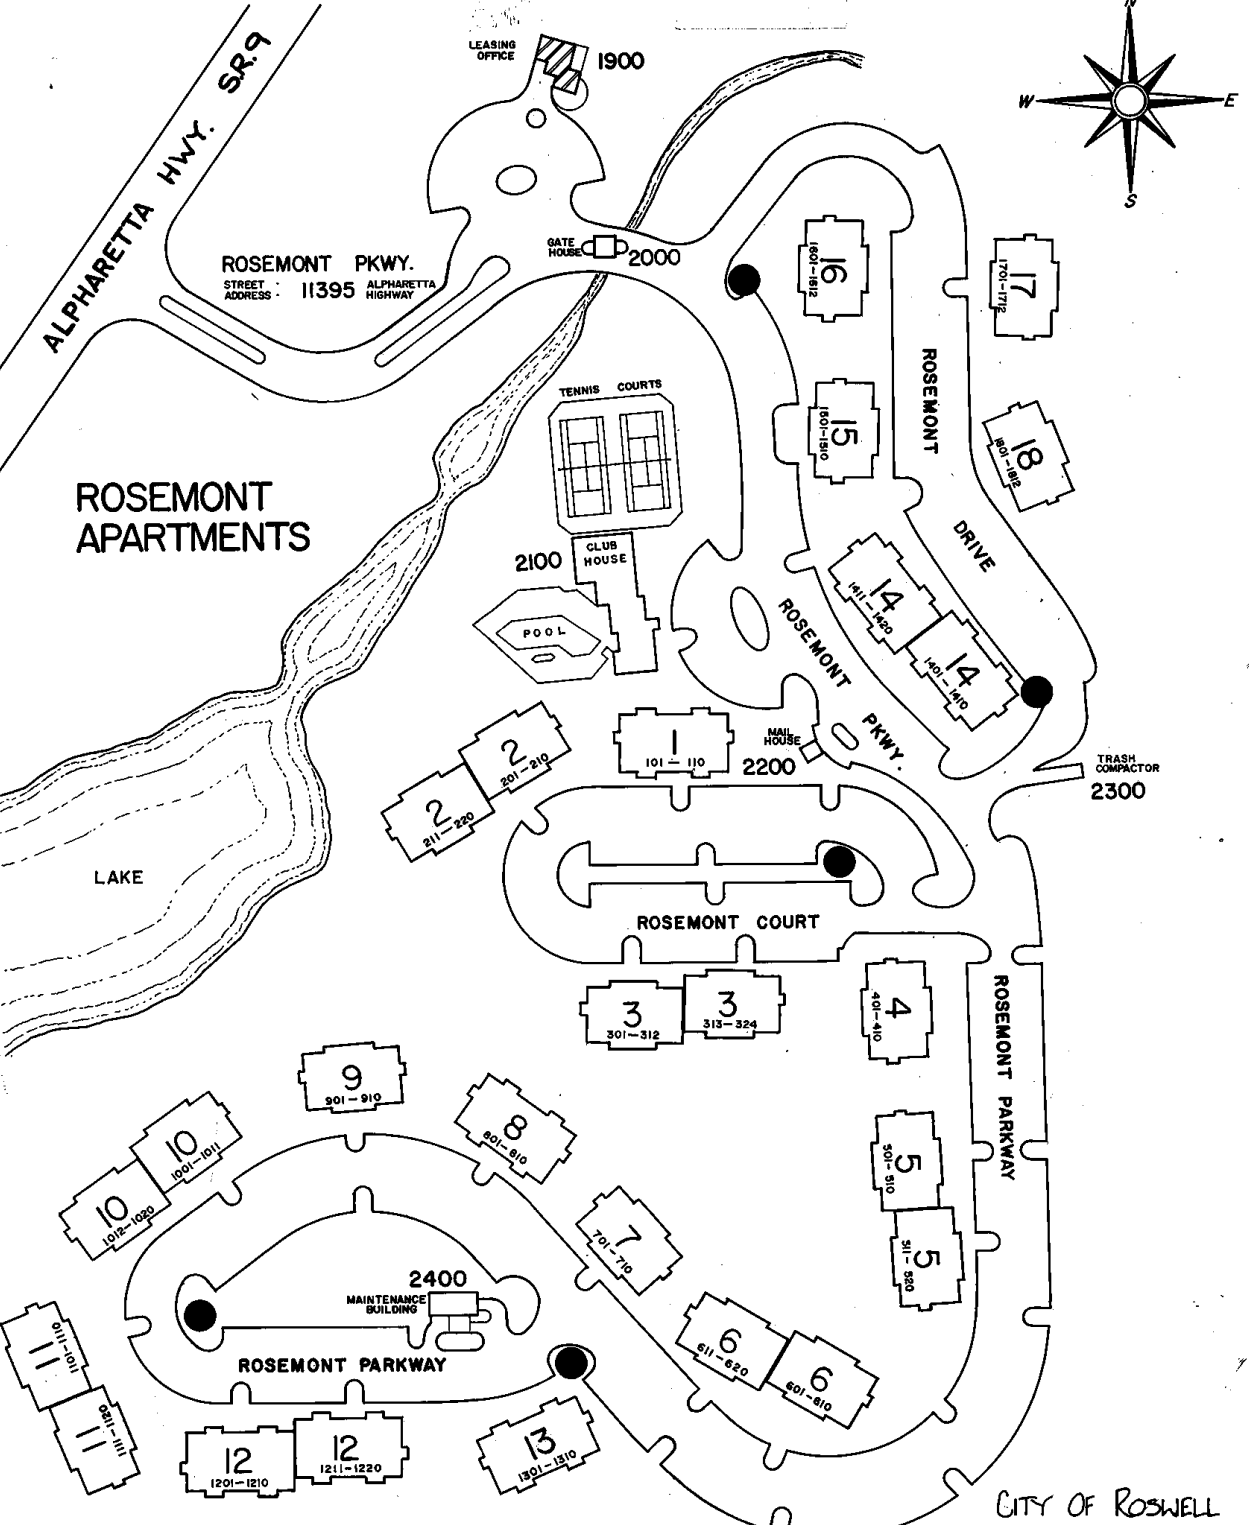 N
W
E
S
LEASING
OFFICE
1900
ALPHARETTA HWY. S.R.9
GATE
HOUSE
2000
ROSEMONT PKWY.
STREET
ADDRESS : 11395 ALPHARETTA
HIGHWAY
16
1601-1612
17
1701-1712
ROSEMONT
DRIVE
15
1501-1510
18
1801-1812
TENNIS COURTS
ROSEMONT
APARTMENTS
CLUB
HOUSE
2100
POOL
14
1411-1420
14
1401-1410
ROSEMONT
PKWY.
MAIL
HOUSE
2200
TRASH
COMPACTOR
2300
1
101-110
2
201-210
2
211-220
LAKE
ROSEMONT COURT
3
301-312
3
313-324
4
401-410
ROSEMONT PARKWAY
5
501-510
5
511-520
9
901-910
8
801-810
10
1001-1011
10
1012-1020
7
701-710
2400
MAINTENANCE
BUILDING
6
611-620
6
601-610
11
1101-1110
11
1111-1120
ROSEMONT PARKWAY
12
1201-1210
12
1211-1220
13
1301-1310
CITY OF ROSWELL